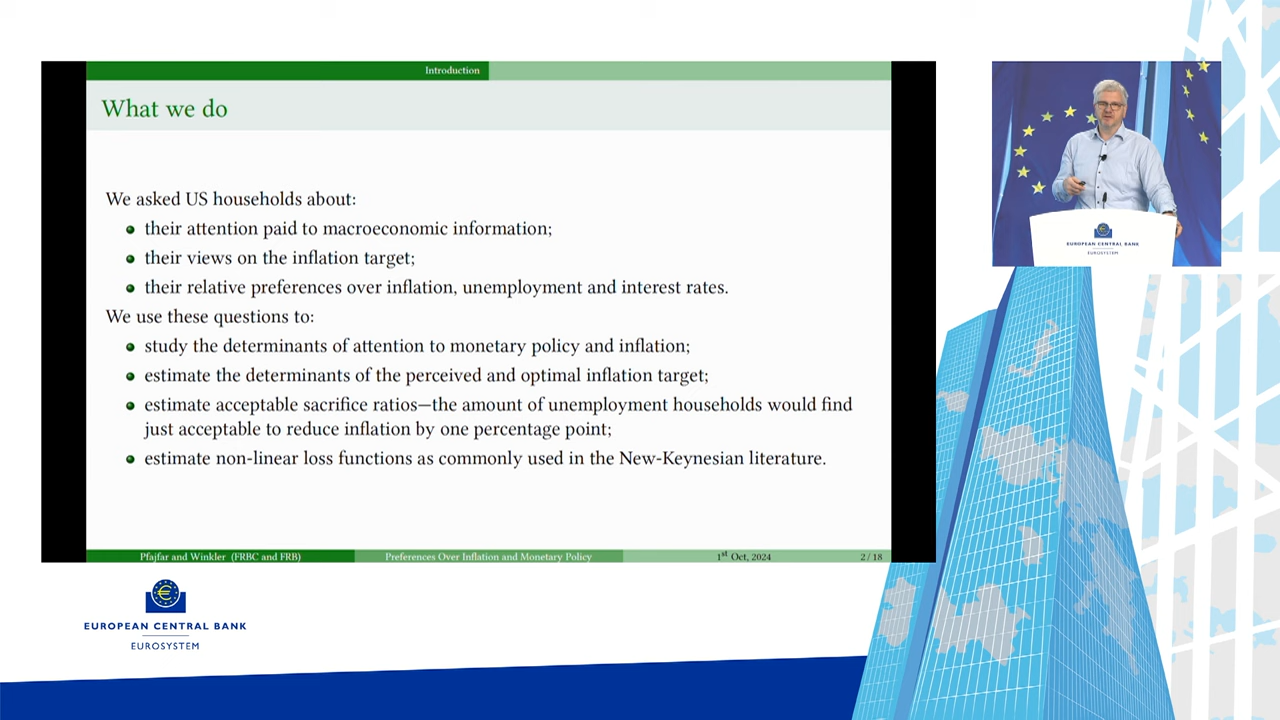 Introduction
What we do
We asked US households about:
their attention paid to macroeconomic information;
their views on the inflation target;
their relative preferences over inflation, unemployment and interest rates.
We use these questions to:
study the determinants of attention to monetary policy and inflation;
estimate the determinants of the perceived and optimal inflation target;
estimate acceptable sacrifice ratios—the amount of unemployment households would find
just acceptable to reduce inflation by one percentage point;
estimate non-linear loss functions as commonly used in the New-Keynesian literature.
Pfajfar and Winkler (FRBC and FRB)
Preferences Over Inflation and Monetary Policy
1st Oct, 2024
2 / 18
EUROPEAN CENTRAL BANK
EUROSYSTEM
EUROPEAN CENTRAL BANK
EUROSYSTEM